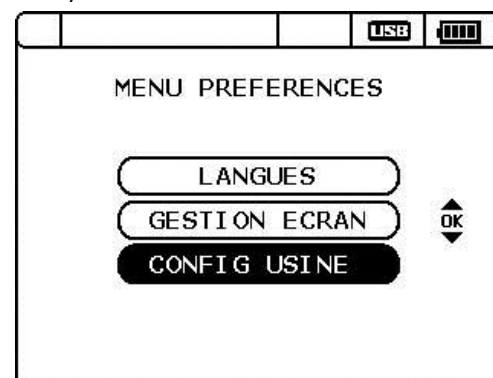 USB
MENU PREFERENCES
LANGUES
GESTION ECRAN
OK
CONFIG USINE